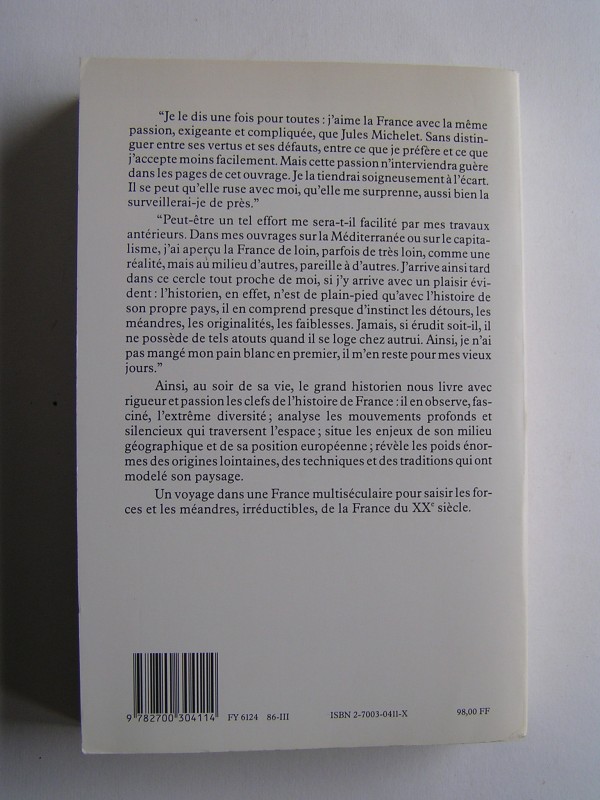 “Je le dis une fois pour toutes : j'aime la France avec la même
passion, exigeante et compliquée, que Jules Michelet. Sans distin-
guer entre ses vertus et ses défauts, entre ce que je préfère et ce que
j'accepte moins facilement. Mais cette passion n'interviendra guère
dans les pages de cet ouvrage. Je la tiendrai soigneusement à l'écart.
Il se peut qu'elle ruse avec moi, qu'elle me surprenne, aussi bien la
surveillerai-je de près.”
“Peut-être un tel effort me sera-t-il facilité par mes travaux
antérieurs. Dans mes ouvrages sur la Méditerranée ou sur le capita-
lisme, j'ai aperçu la France de loin, parfois de très loin, comme une
réalité, mais au milieu d'autres, pareille à d'autres. J'arrive ainsi tard
dans ce cercle tout proche de moi, si j'y arrive avec un plaisir évi-
dent : l'historien, en effet, n'est de plain-pied qu'avec l'histoire de
son propre pays, il en comprend presque d'instinct les détours, les
méandres, les originalités, les faiblesses. Jamais, si érudit soit-il, il
ne possède de tels atouts quand il se loge chez autrui. Ainsi, je n'ai
pas mangé mon pain blanc en premier, il m'en reste pour mes vieux
jours.”
Ainsi, au soir de sa vie, le grand historien nous livre avec
rigueur et passion les clefs de l'histoire de France : il en observe, fas-
ciné, l'extrême diversité ; analyse les mouvements profonds et
silencieux qui traversent l'espace ; situe les enjeux de son milieu
géographique et de sa position européenne ; révèle les poids énor-
mes des origines lointaines, des techniques et des traditions qui ont
modelé son paysage.
Un voyage dans une France multiséculaire pour saisir les for-
ces et les méandres, irréductibles, de la France du XXe siècle.
9 782700 304114 FY 6124 86-III ISBN 2-7003-0411-X 98,00 FF